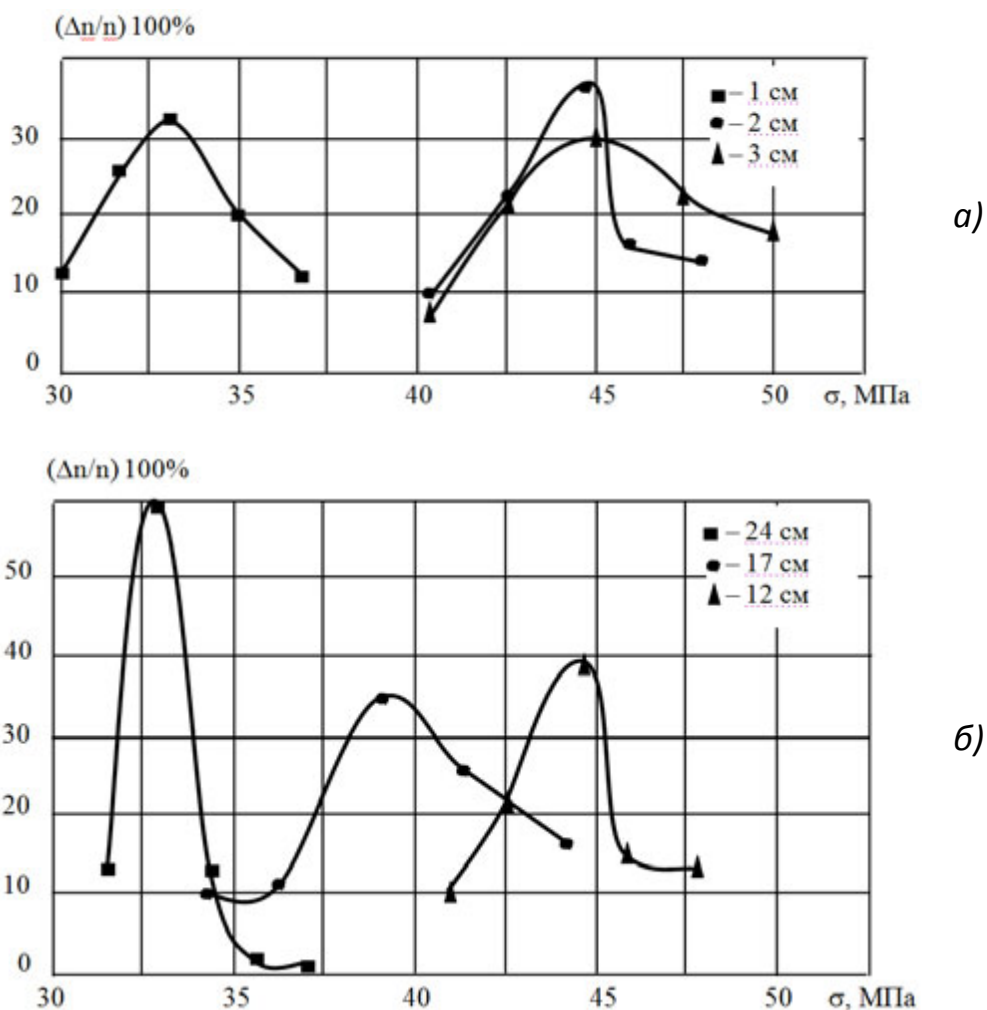 (Δn/n) 100%
– 1 см
– 2 см
– 3 см
30
20
10
0
30 35 40 45 50 σ, МПа
а)
(Δn/n) 100%
– 24 см
– 17 см
– 12 см
50
40
30
20
10
0
30 35 40 45 50 σ, МПа
б)